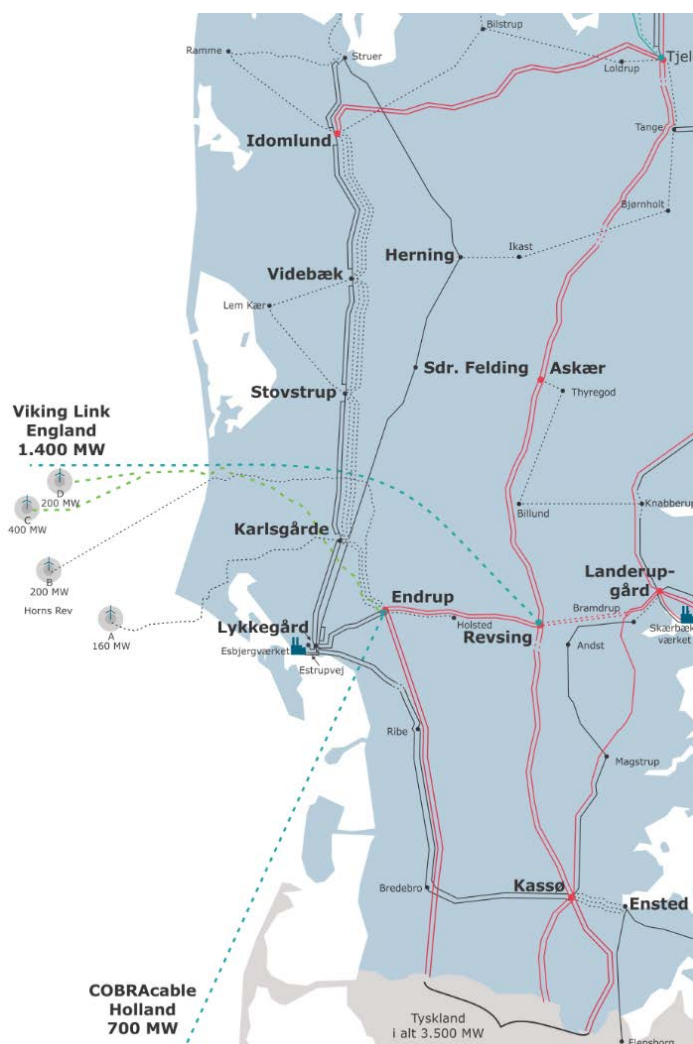 Bilstrup
Ramme
Struer
Loldrup
Tjel
Idomlund
Tange
Bjørnholt
Ikast
Herning
Videbæk
Lem Kær
Sdr. Felding
Askær
Thyregod
Stovstrup
Viking Link
England
1.400 MW
D
200 MW
C
400 MW
Billund
Knabberup
Karlsgårde
B
200 MW
Horns Rev
A
160 MW
Endrup
Holsted
Revsing
Landerup-
gård
Bramdrup
Skærbæk
værket
Lykkegård
Esbjergværket
Estrupvej
Andst
Ribe
Magstrup
Bredebro
Kassø
Ensted
COBRAcable
Holland
700 MW
Tyskland
i alt 3.500 MW